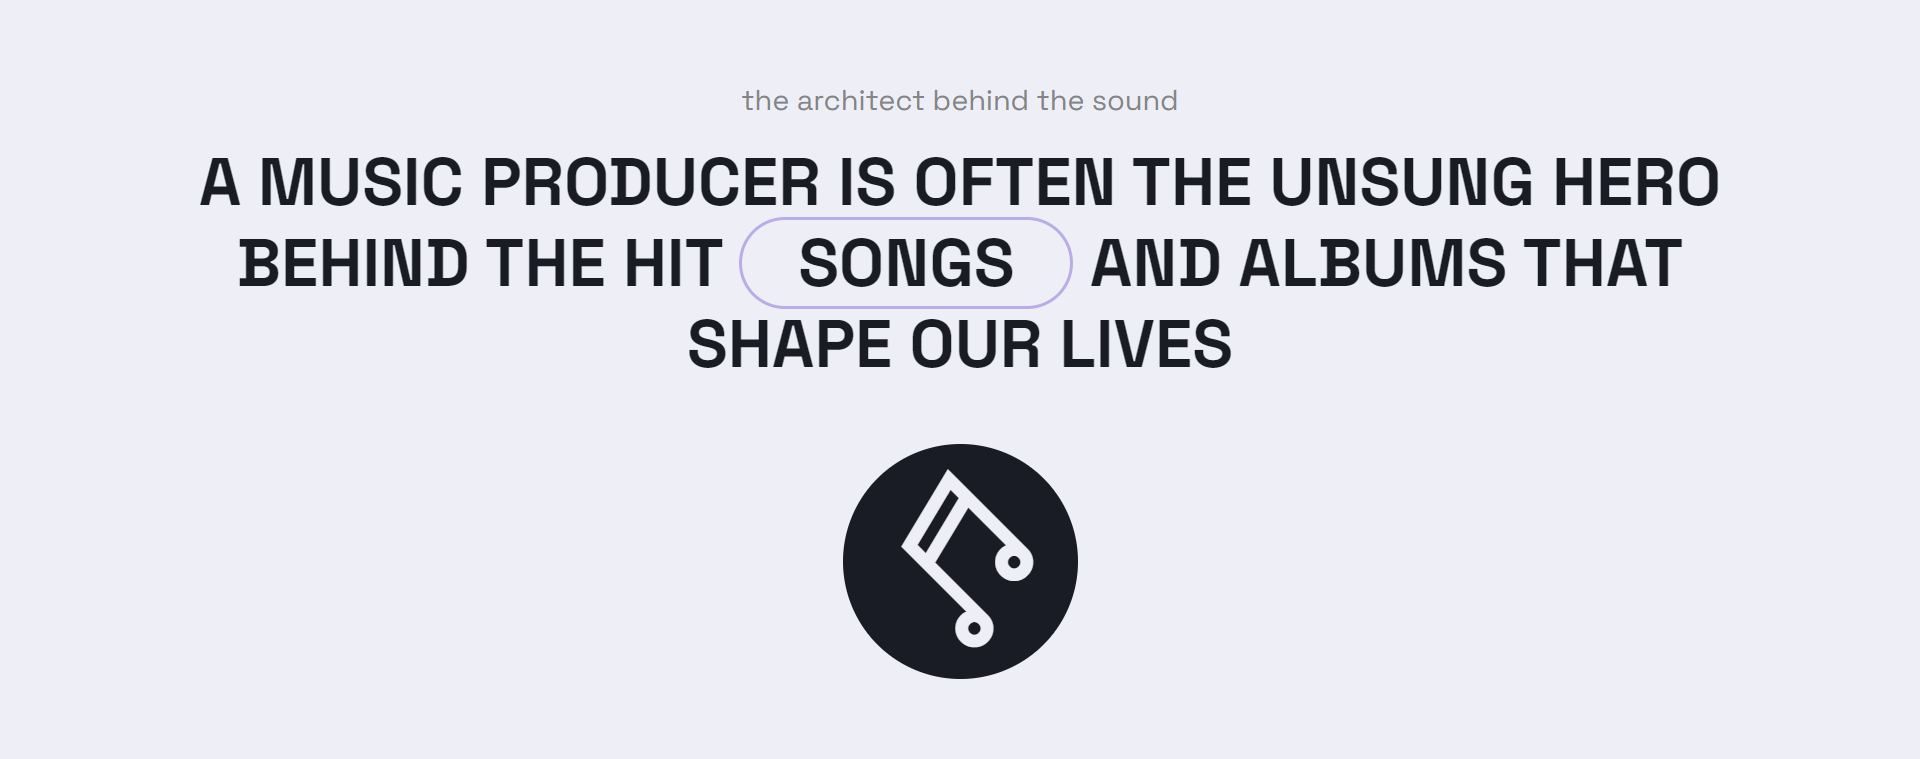 the architect behind the sound
A MUSIC PRODUCER IS OFTEN THE UNSUNG HERO
BEHIND THE HIT SONGS AND ALBUMS THAT
SHAPE OUR LIVES